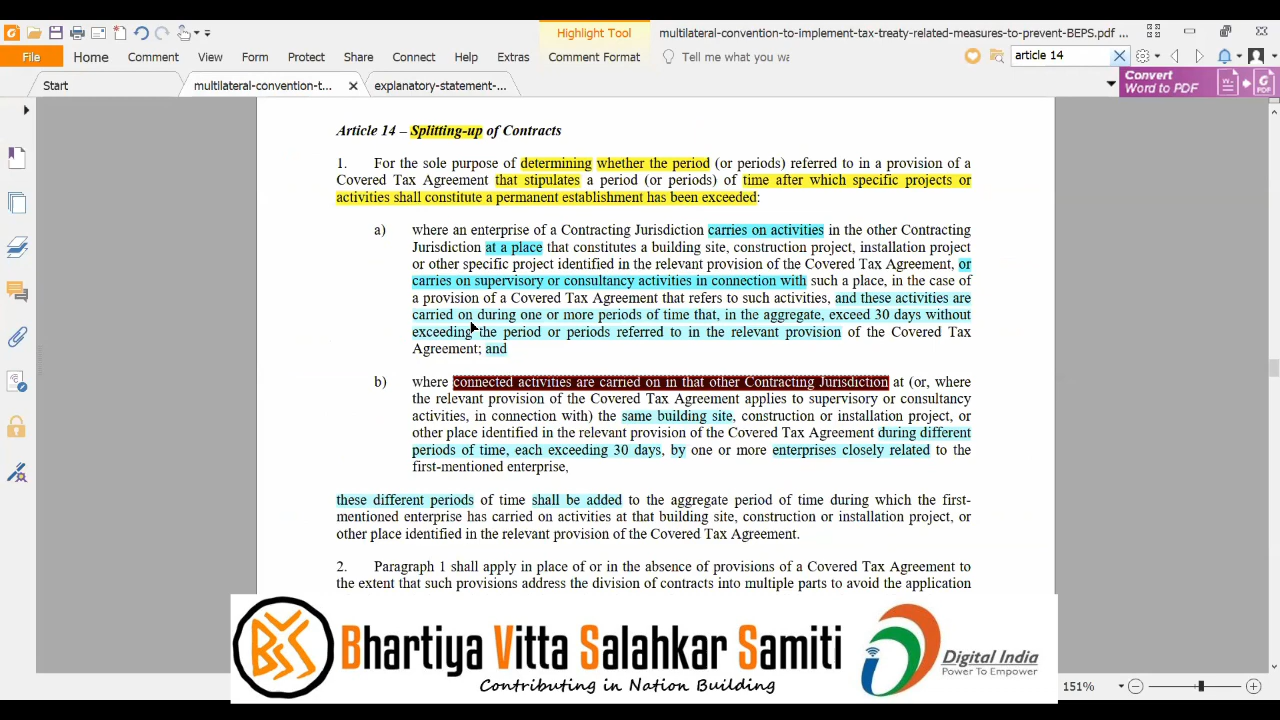 Highlight Tool
multilateral-convention-to-implement-tax-treaty-related-measures-to-prevent-BEPS.pdf ...
File
Home
Comment
View
Form
Protect
Share
Connect
Help
Extras
Comment Format
Tell me what you wa
article 14
Start
multilateral-convention-t...
explanatory-statement-...
Convert
Word to PDF
Article 14 – Splitting-up of Contracts
1. For the sole purpose of determining whether the period (or periods) referred to in a provision of a
Covered Tax Agreement that stipulates a period (or periods) of time after which specific projects or
activities shall constitute a permanent establishment has been exceeded:
a) where an enterprise of a Contracting Jurisdiction carries on activities in the other Contracting
Jurisdiction at a place that constitutes a building site, construction project, installation project
or other specific project identified in the relevant provision of the Covered Tax Agreement, or
carries on supervisory or consultancy activities in connection with such a place, in the case of
a provision of a Covered Tax Agreement that refers to such activities, and these activities are
carried on during one or more periods of time that, in the aggregate, exceed 30 days without
exceeding the period or periods referred to in the relevant provision of the Covered Tax
Agreement; and
b) where connected activities are carried on in that other Contracting Jurisdiction at (or, where
the relevant provision of the Covered Tax Agreement applies to supervisory or consultancy
activities, in connection with) the same building site, construction or installation project, or
other place identified in the relevant provision of the Covered Tax Agreement during different
periods of time, each exceeding 30 days, by one or more enterprises closely related to the
first-mentioned enterprise,
these different periods of time shall be added to the aggregate period of time during which the first-
mentioned enterprise has carried on activities at that building site, construction or installation project, or
other place identified in the relevant provision of the Covered Tax Agreement.
2. Paragraph 1 shall apply in place of or in the absence of provisions of a Covered Tax Agreement to
the extent that such provisions address the division of contracts into multiple parts to avoid the application
BVSS
Bhartiya Vitta Salahkar Samiti
Contributing in Nation Building
Digital India
Power To Empower
151%